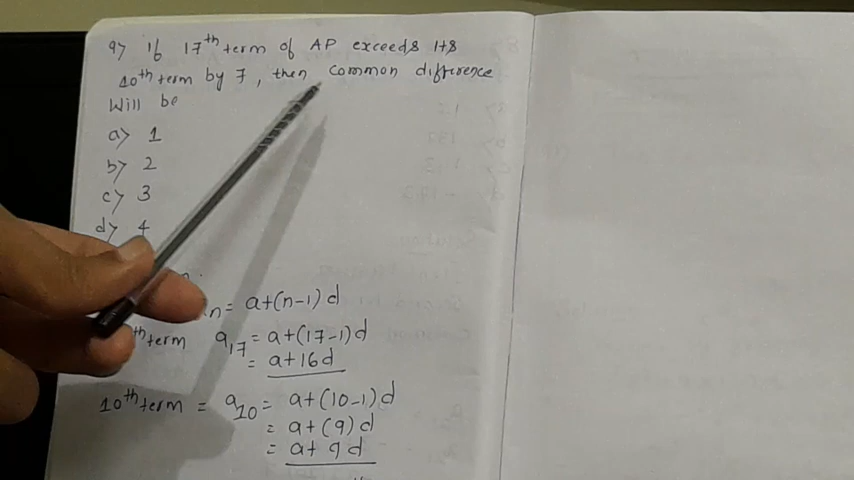 9> if 17th term of AP exceeds its
10th term by 7, then common difference
Will be
a> 1
b> 2
c> 3
d> 4
n = a+(n-1)d
th term a17 = a+(17-1)d
= a+16d
10th term = a10 = a+(10-1)d
= a+(9)d
= a+9d